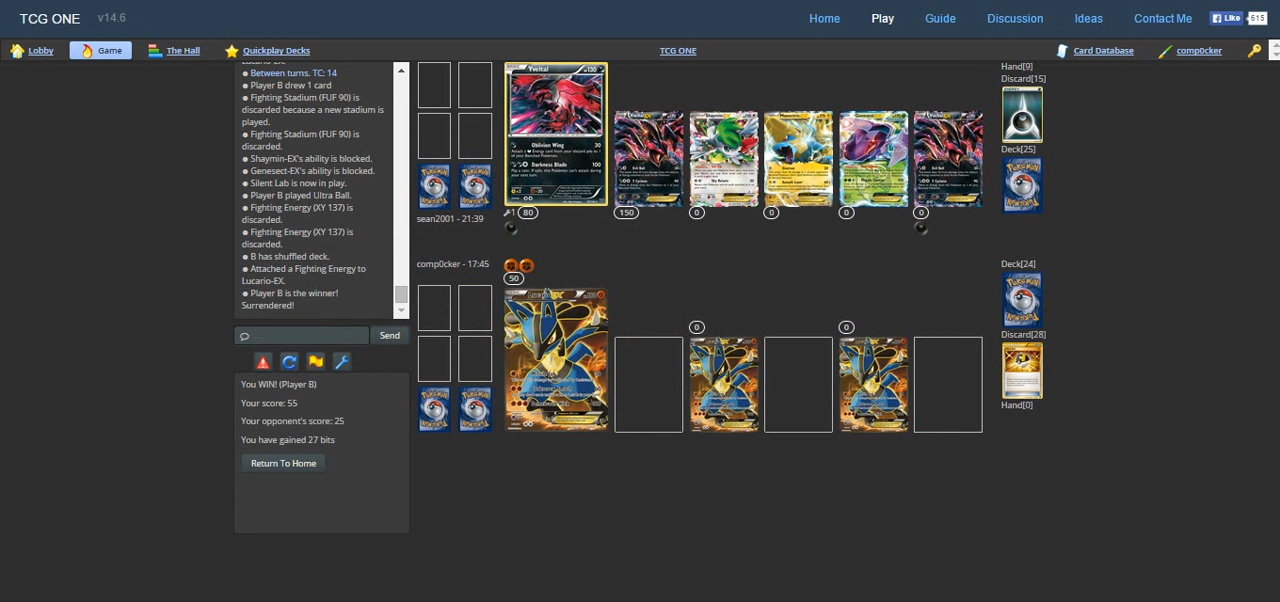 TCG ONE v14.6
Home Play Guide Discussion Ideas Contact Me Like 615
Lobby Game The Hall Quickplay Decks TCG ONE Card Database comp0cker
● Between turns. TC: 14
● Player B drew 1 card
● Fighting Stadium (FUF 90) is
discarded because a new stadium is
played.
● Fighting Stadium (FUF 90) is
discarded.
● Shaymin-EX's ability is blocked.
● Genesect-EX's ability is blocked.
● Silent Lab is now in play.
● Player B played Ultra Ball.
● Fighting Energy (XY 137) is
discarded.
● Fighting Energy (XY 137) is
discarded.
● B has shuffled deck.
● Attached a Fighting Energy to
Lucario-EX.
● Player B is the winner!
Surrendered!
Send
You WIN! (Player B)
Your score: 55
Your opponent's score: 25
You have gained 27 bits
Return To Home
sean2001 - 21:39
comp0cker - 17:45
Yveltal
130
Oblivion Wing 30
Darkness Blade 100
1 80
150
0
0
0
0
50
0
0
Hand[9]
Discard[15]
Deck[25]
Deck[24]
Discard[28]
Hand[0]